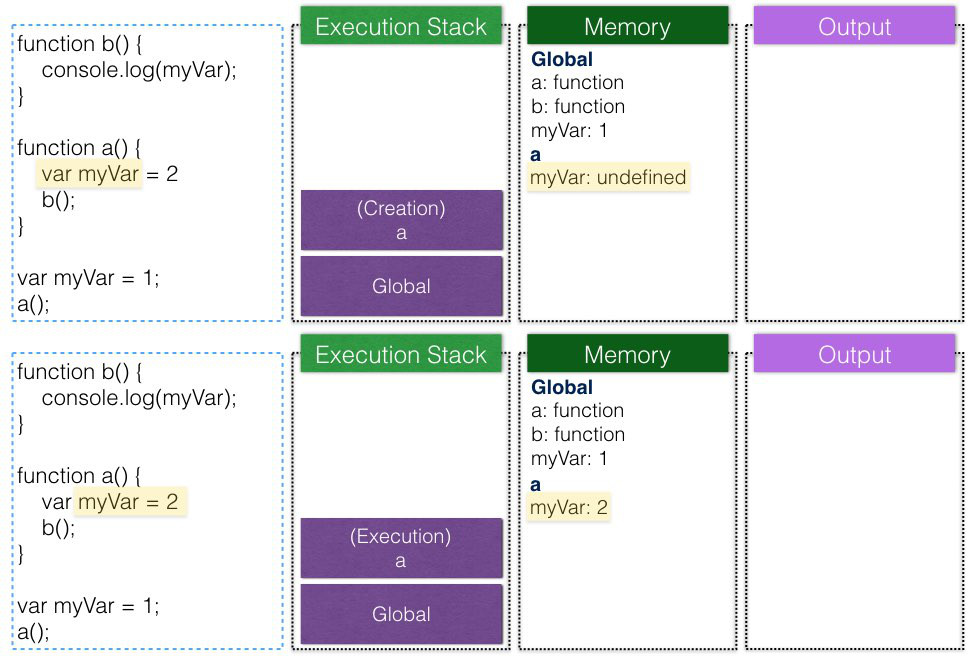 Execution Stack
Memory
Output
function b() {
console.log(myVar);
}
function a() {
var myVar = 2
b();
}
var myVar = 1;
a();
(Creation)
a
Global
Global
a: function
b: function
myVar: 1
a
myVar: undefined
Execution Stack
Memory
Output
function b() {
console.log(myVar);
}
function a() {
var myVar = 2
b();
}
var myVar = 1;
a();
(Execution)
a
Global
Global
a: function
b: function
myVar: 1
a
myVar: 2